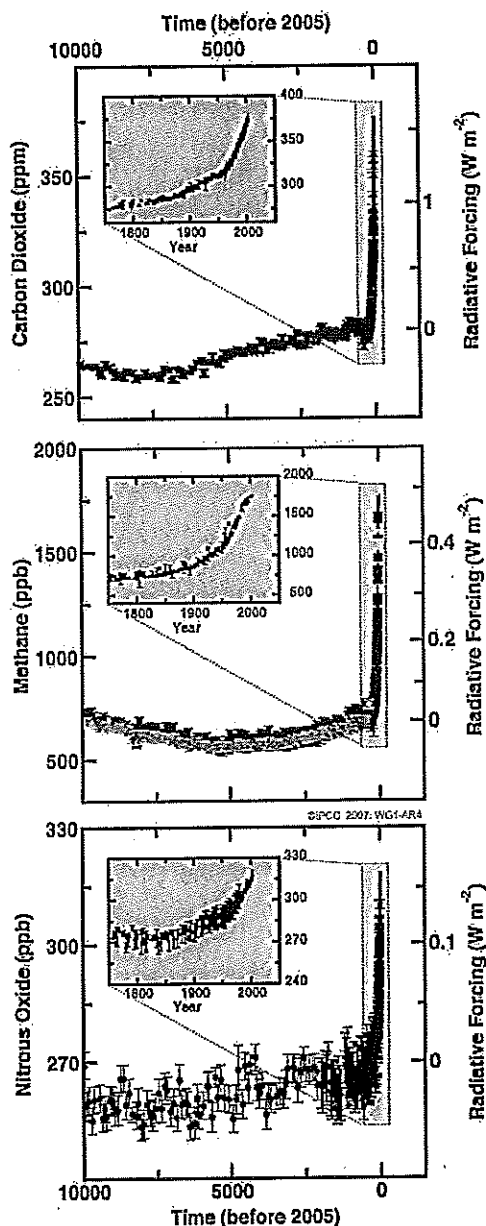 Time (before 2005)
10000 5000 0
Carbon Dioxide (ppm)
350
300
250
400
350
300
1800 1900 2000
Year
1
0
Radiative Forcing (W m-2)
Methane (ppb)
2000
1500
1000
500
2000
1500
1000
500
1800 1900 2000
Year
0.4
0.2
0
Radiative Forcing (W m-2)
©IPCC 2007: WG1-AR4
Nitrous Oxide (ppb)
330
300
270
330
300
270
240
1800 1900 2000
Year
0.1
0
Radiative Forcing (W m-2)
10000 5000 0
Time (before 2005)